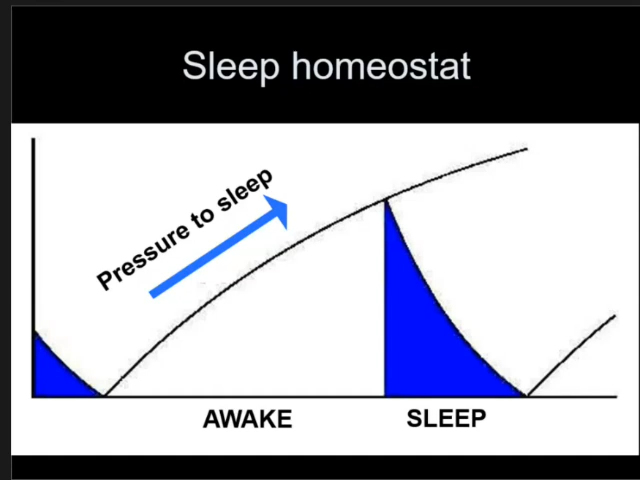 Sleep homeostat
Pressure to sleep
AWAKE
SLEEP